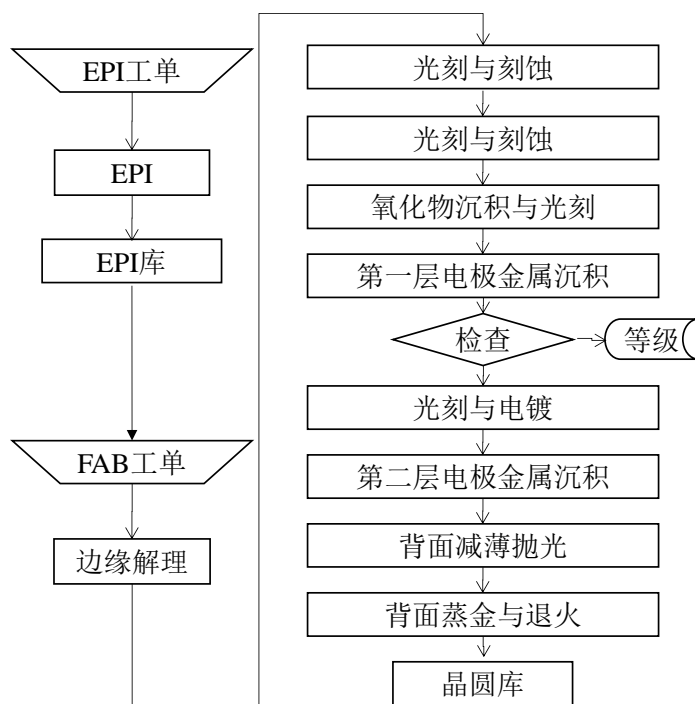 EPI工单
EPI
EPI库
FAB工单
边缘解理
光刻与刻蚀
光刻与刻蚀
氧化物沉积与光刻
第一层电极金属沉积
检查
等级
光刻与电镀
第二层电极金属沉积
背面减薄抛光
背面蒸金与退火
晶圆库